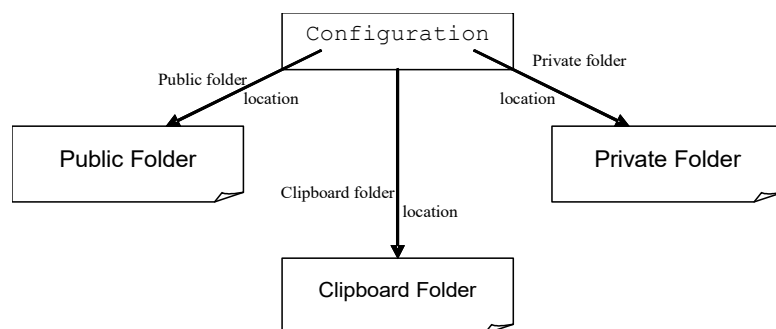 Configuration
Private folder
location
Public folder
location
Public Folder
Private Folder
Clipboard folder
location
Clipboard Folder